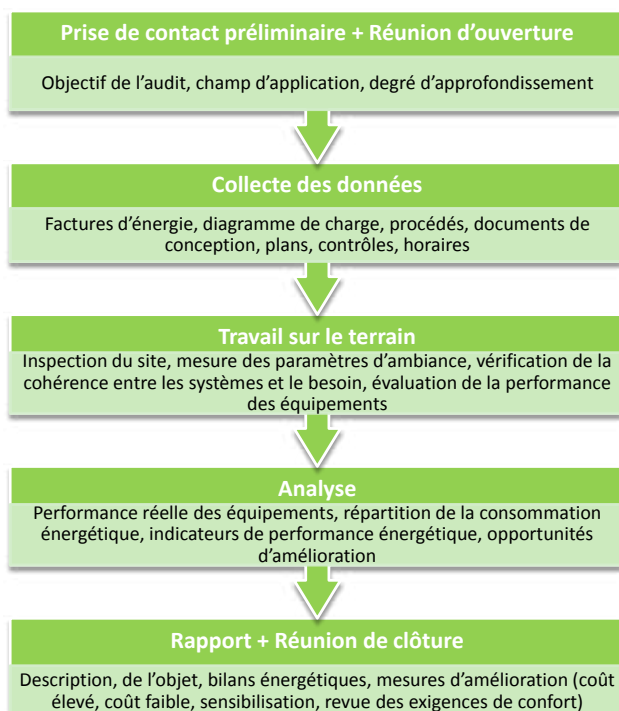 Prise de contact préliminaire + Réunion d'ouverture
Objectif de l'audit, champ d'application, degré d'approfondissement
Collecte des données
Factures d'énergie, diagramme de charge, procédés, documents de
conception, plans, contrôles, horaires
Travail sur le terrain
Inspection du site, mesure des paramètres d'ambiance, vérification de la
cohérence entre les systèmes et le besoin, évaluation de la performance
des équipements
Analyse
Performance réelle des équipements, répartition de la consommation
énergétique, indicateurs de performance énergétique, opportunités
d'amélioration
Rapport + Réunion de clôture
Description, de l'objet, bilans énergétiques, mesures d'amélioration (coût
élevé, coût faible, sensibilisation, revue des exigences de confort)